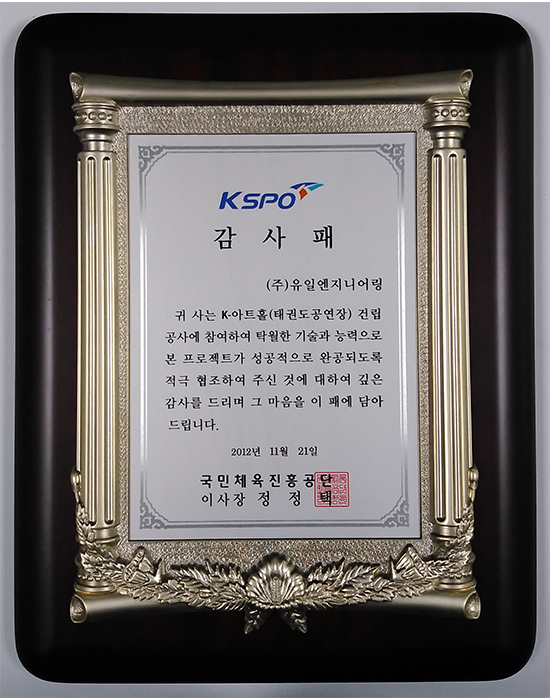 KSPO
감 사 패
(주)유일엔지니어링
귀 사는 K-아트홀(태권도공연장) 건립
공사에 참여하여 탁월한 기술과 능력으로
본 프로젝트가 성공적으로 완공되도록
적극 협조하여 주신 것에 대하여 깊은
감사를 드리며 그 마음을 이 패에 담아
드립니다.
2012년 11월 21일
국민체육진흥공단
이사장 정 정 택